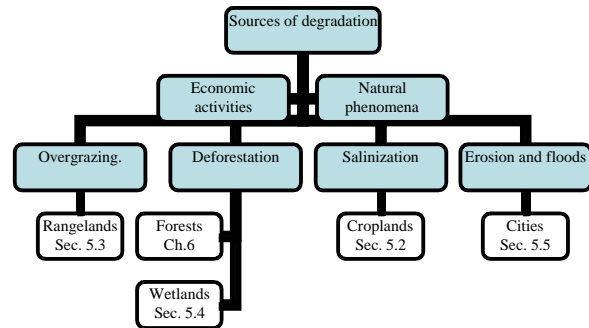 Sources of degradation
Economic
activities
Natural
phenomena
Overgrazing.
Deforestation
Salinization
Erosion and floods
Rangelands
Sec. 5.3
Forests
Ch.6
Croplands
Sec. 5.2
Cities
Sec. 5.5
Wetlands
Sec. 5.4